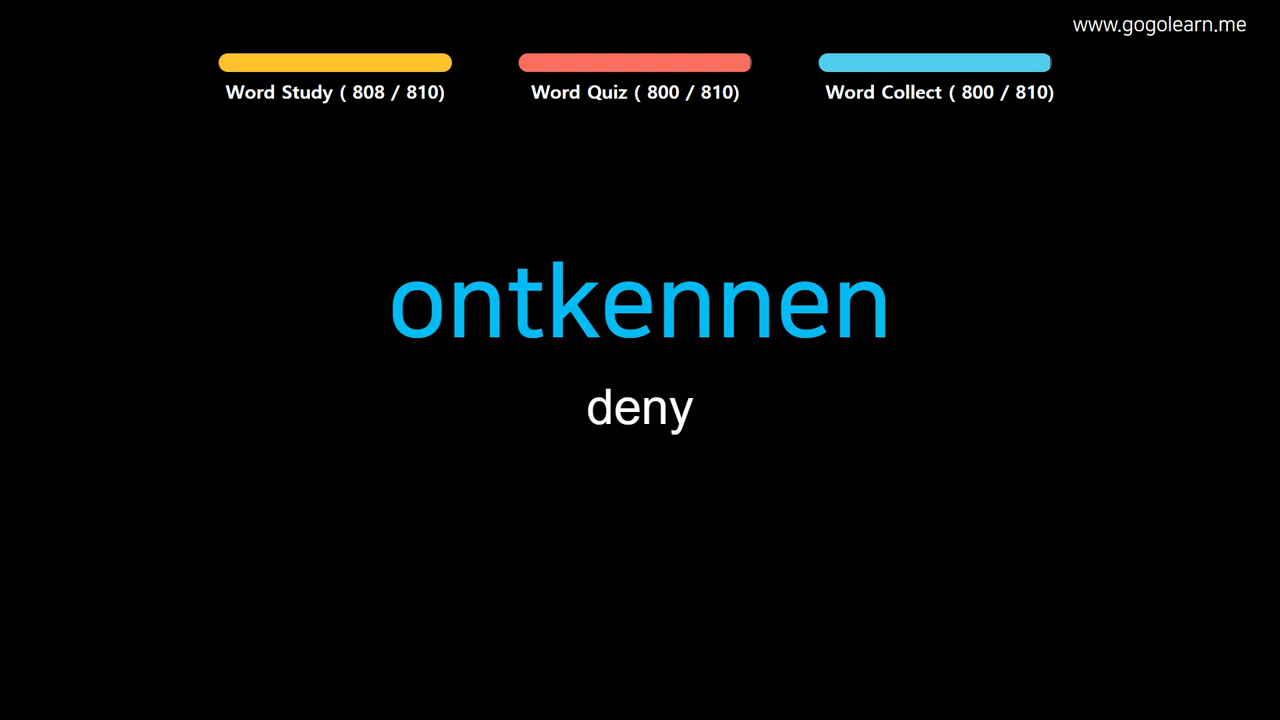 www.gogolearn.me
Word Study ( 808 / 810)
Word Quiz ( 800 / 810)
Word Collect ( 800 / 810)
ontkennen
deny